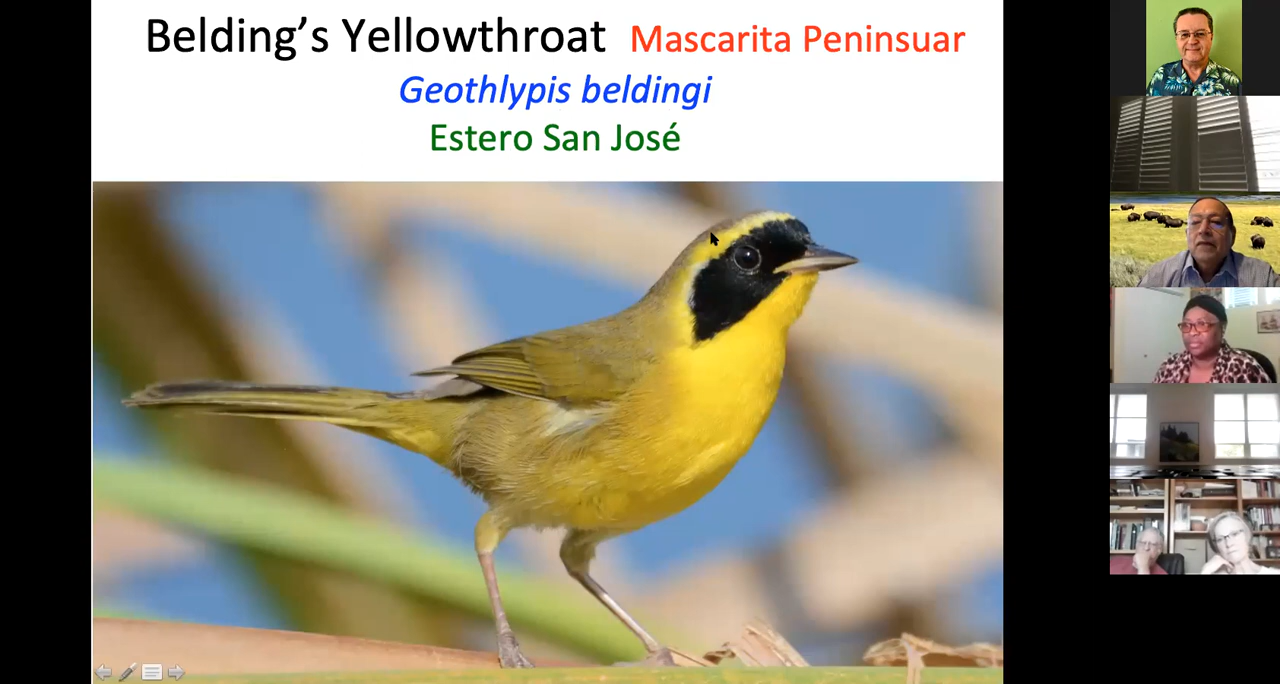 Belding’s Yellowthroat Mascarita Peninsuar
Geothlypis beldingi
Estero San José